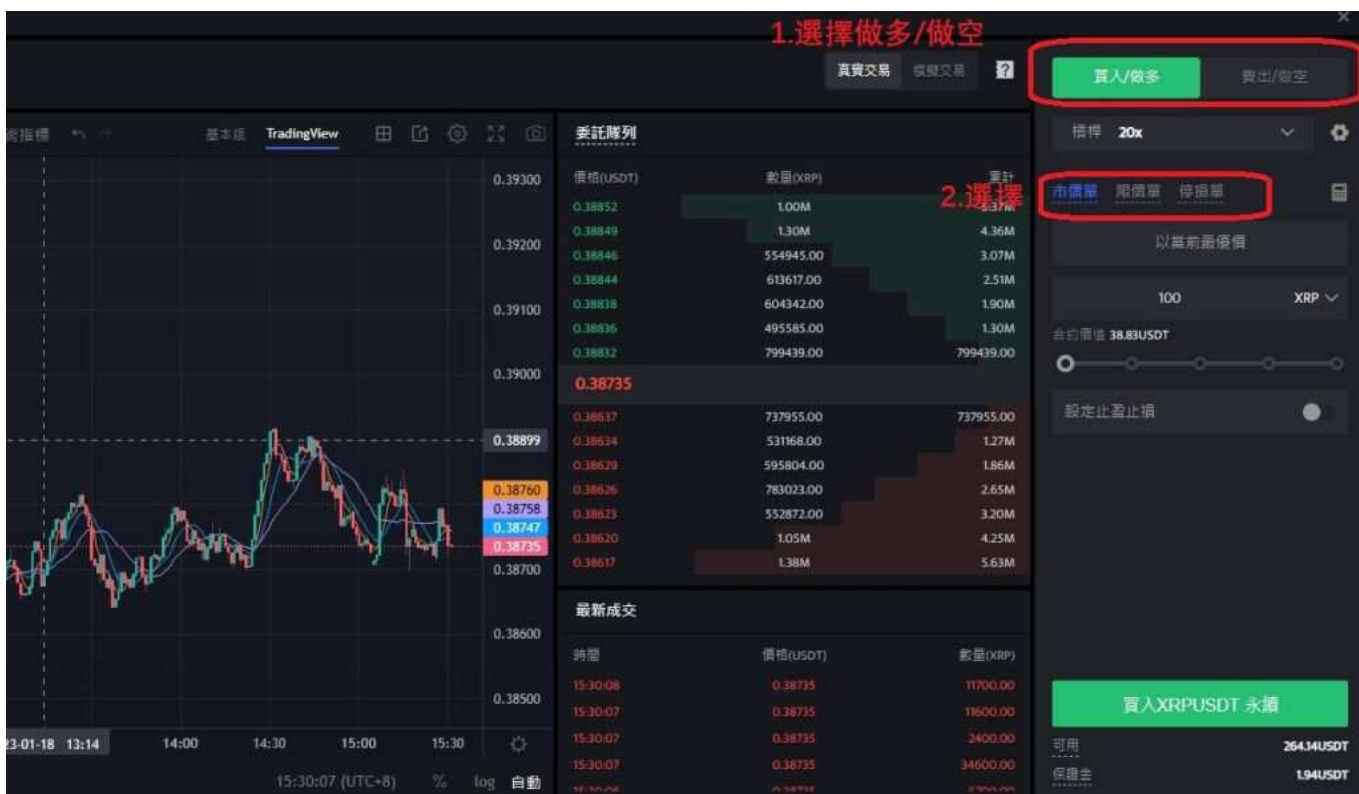 1.選擇做多/做空
真實交易 模擬交易 ?
買入/做多 賣出/做空
術指標 基本版 TradingView
委託隊列
槓桿 20x
價格(USDT) 數量(XRP) 累計
2.選擇
市價單 限價單 停損單
0.38852 1.00M 5.37M
0.38849 1.30M 4.36M
0.38846 554945.00 3.07M
0.38844 613617.00 2.51M
0.38838 604342.00 1.90M
0.38836 495585.00 1.30M
0.38832 799439.00 799439.00
0.38735
0.38637 737955.00 737955.00
0.38634 531168.00 1.27M
0.38629 595804.00 1.86M
0.38626 783023.00 2.65M
0.38623 552872.00 3.20M
0.38620 1.05M 4.25M
0.38617 1.38M 5.63M
以當前最優價
100 XRP
合約價值 38.83USDT
設定止盈止損
0.39300
0.39200
0.39100
0.39000
0.38899
0.38760
0.38758
0.38747
0.38735
0.38700
0.38600
0.38500
23-01-18 13:14 14:00 14:30 15:00 15:30
15:30:07 (UTC+8) % log 自動
最新成交
時間 價格(USDT) 數量(XRP)
15:30:08 0.38735 11700.00
15:30:07 0.38735 11600.00
15:30:07 0.38735 2400.00
15:30:07 0.38735 34600.00
買入XRPUSDT 永續
可用 264.14USDT
保證金 1.94USDT